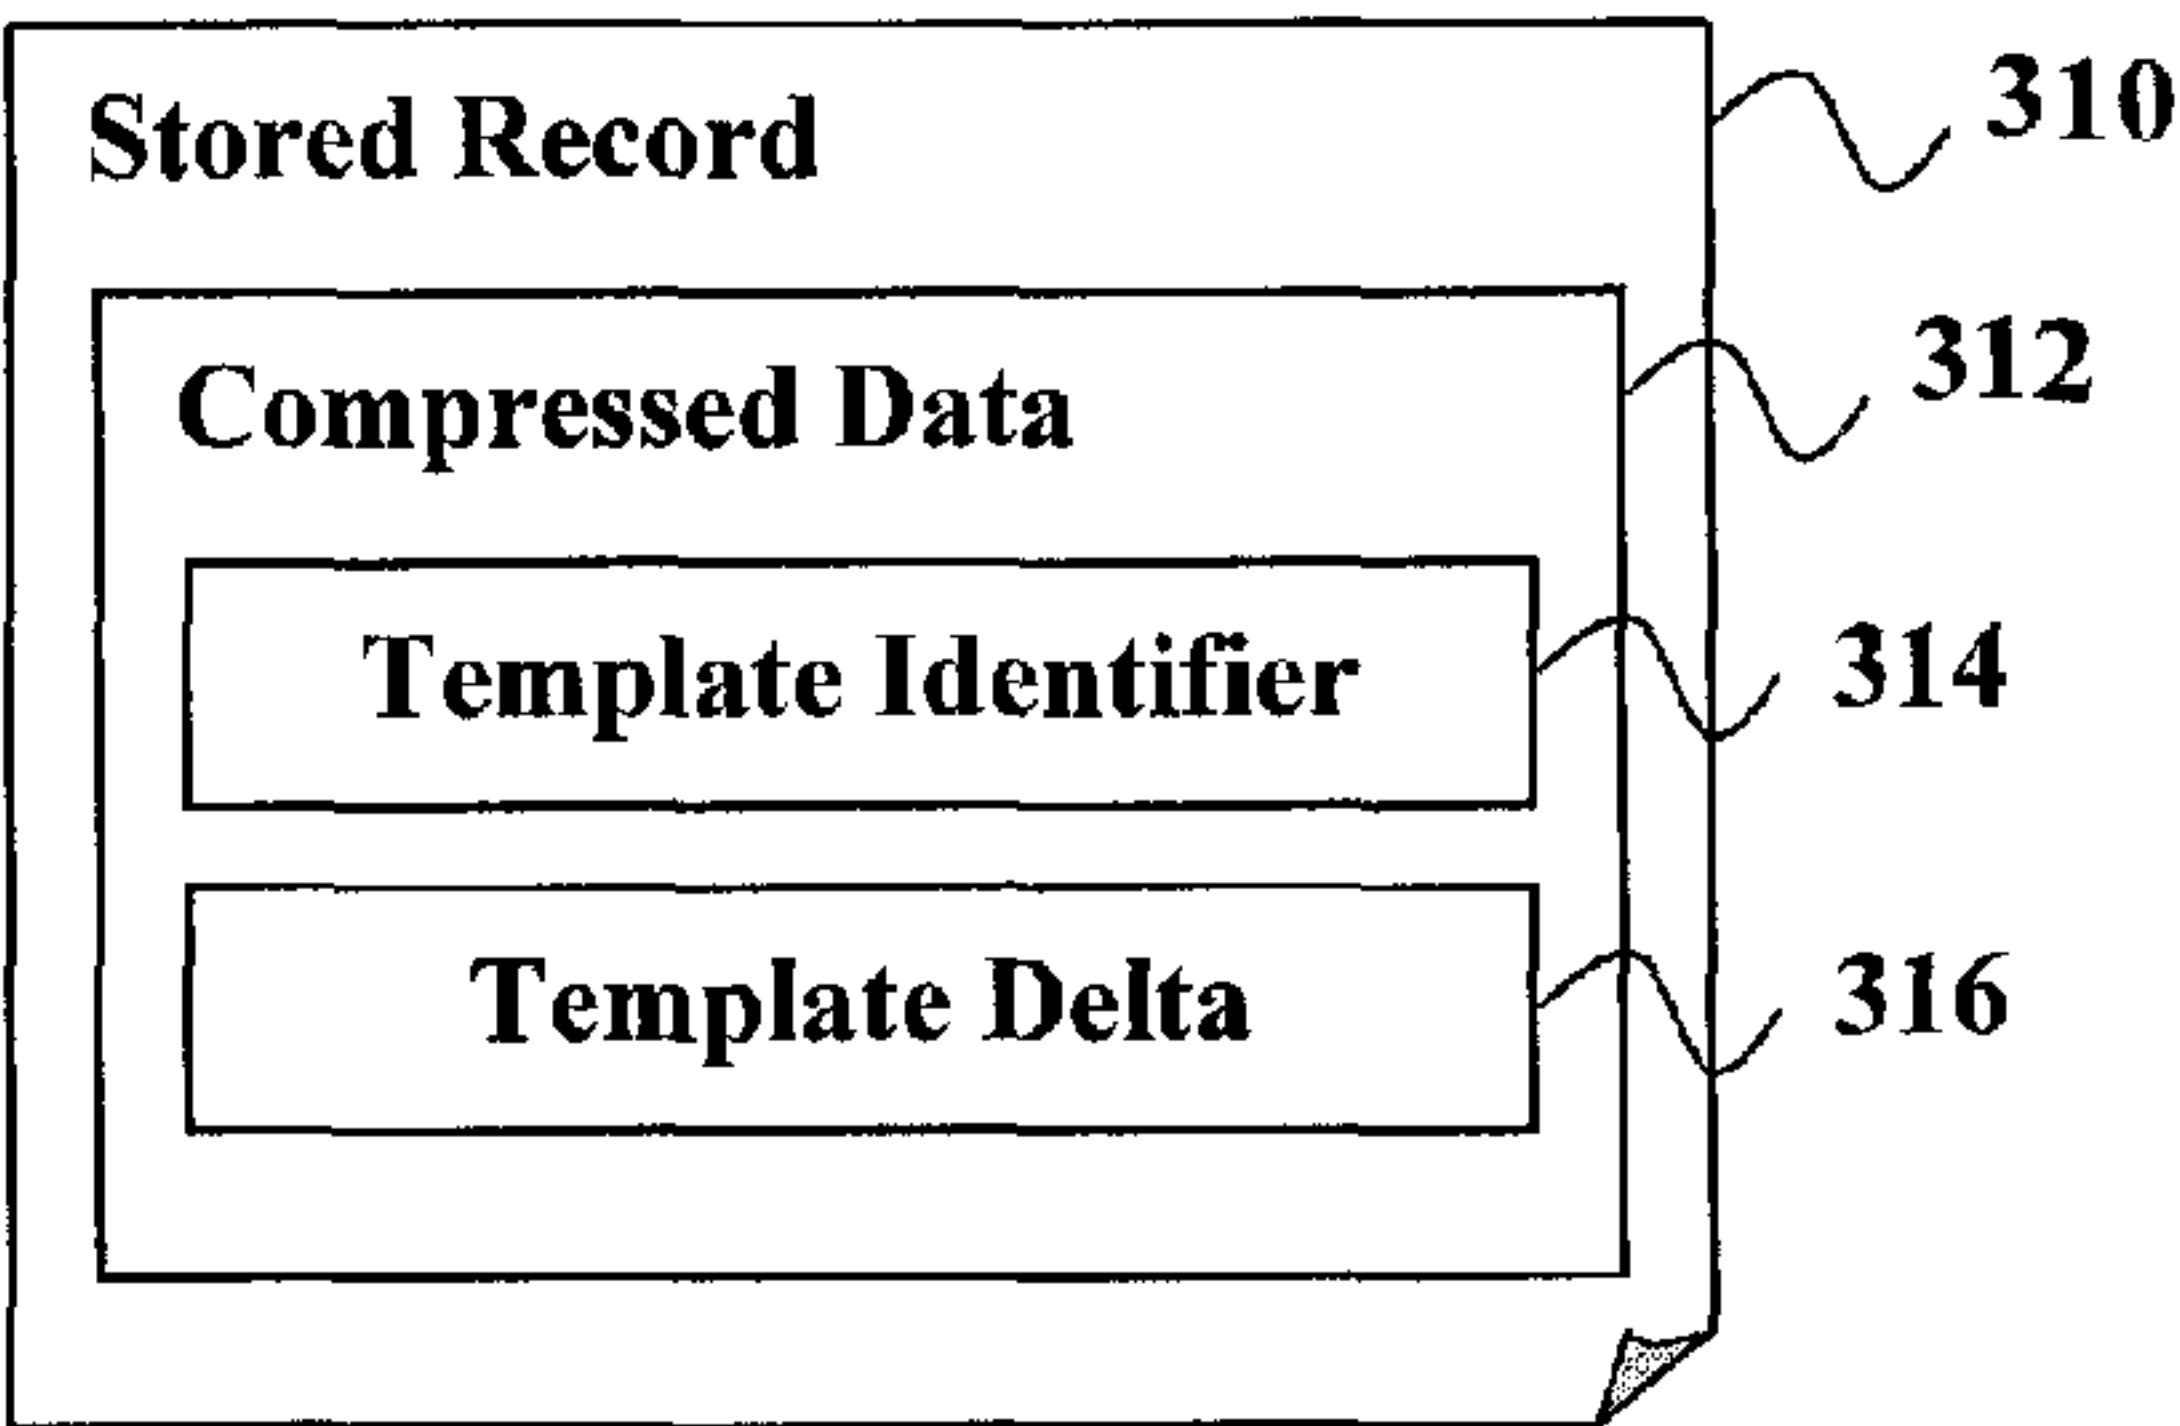 Stored Record
310
Compressed Data
312
Template Identifier
314
Template Delta
316